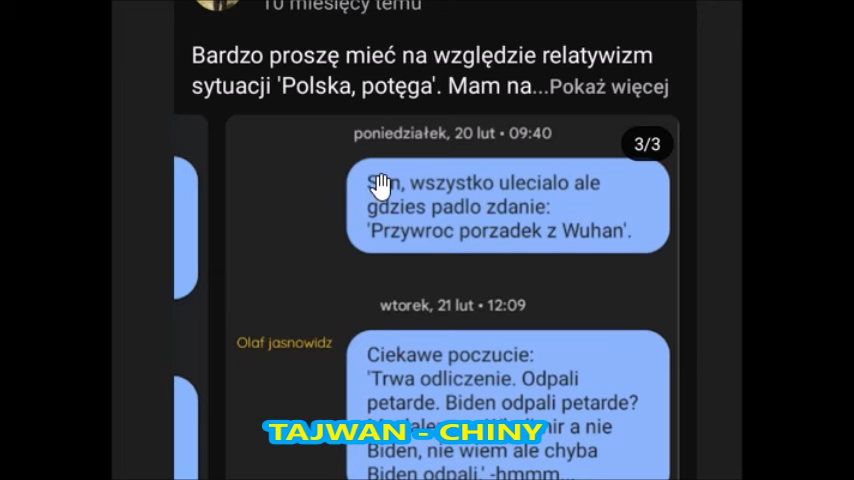 10 miesięcy temu
Bardzo proszę mieć na względzie relatywizm
sytuacji 'Polska, potęga'. Mam na...Pokaż więcej
poniedziałek, 20 lut • 09:40
3/3
wszystko ulecialo ale
gdzies padlo zdanie:
'Przywroc porzadek z Wuhan'.
wtorek, 21 lut • 12:09
Olaf jasnowidz
Ciekawe poczucie:
'Trwa odliczenie. Odpali
petarde. Biden odpali petarde?
a nie
TAJWAN - CHINY
Biden, nie wiem ale chyba
Biden odpali.' -hmmm...